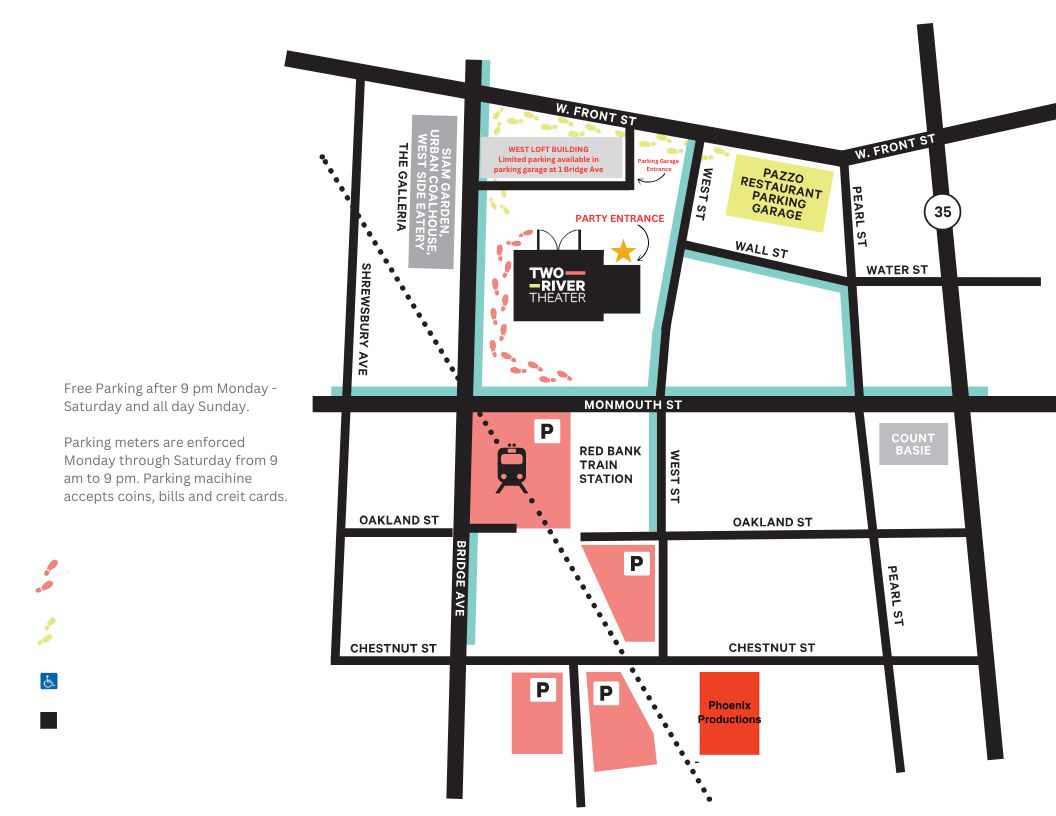 W. FRONT ST
W. FRONT ST
35
SIAM GARDEN,
URBAN COALHOUSE,
WEST SIDE EATERY
THE GALLERIA
WEST LOFT BUILDING
Limited parking available in
parking garage at 1 Bridge Ave
Parking Garage
Entrance
WEST ST
PAZZO
RESTAURANT
PARKING
GARAGE
PEARL ST
PARTY ENTRANCE
WALL ST
WATER ST
TWO
RIVER
THEATER
SHREWSBURY AVE
Free Parking after 9 pm Monday -
Saturday and all day Sunday.
Parking meters are enforced
Monday through Saturday from 9
am to 9 pm. Parking macihine
accepts coins, bills and creit cards.
MONMOUTH ST
P
RED BANK
TRAIN
STATION
WEST ST
COUNT
BASIE
OAKLAND ST
OAKLAND ST
BRIDGE AVE
P
PEARL ST
CHESTNUT ST
CHESTNUT ST
P
P
Phoenix
Productions